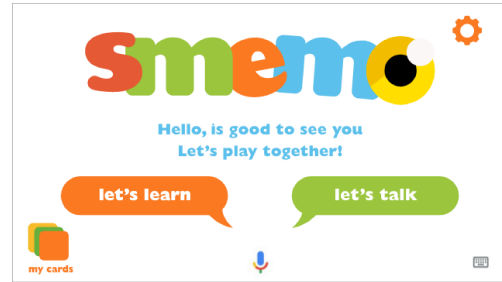 smemo
Hello, is good to see you
Let's play together!
let's learn
let's talk
my cards